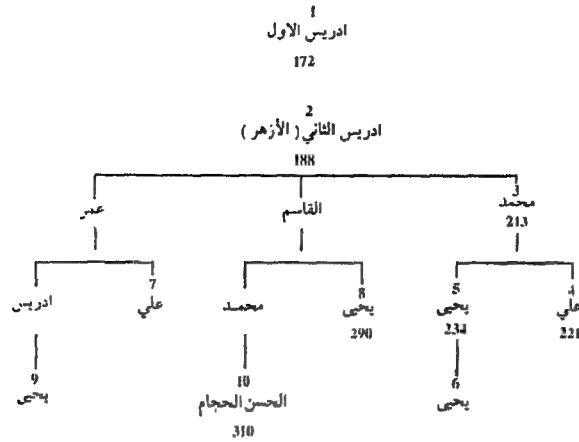 1
ادريس الاول
172
2
ادريس الثاني ( الأزهر )
188
3
محمد
213
القاسم
عمر
4
علي
221
5
يحيى
234
8
يحيى
290
محمد
7
علي
ادريس
6
يحيى
10
الحسن الحجام
310
9
يحيى